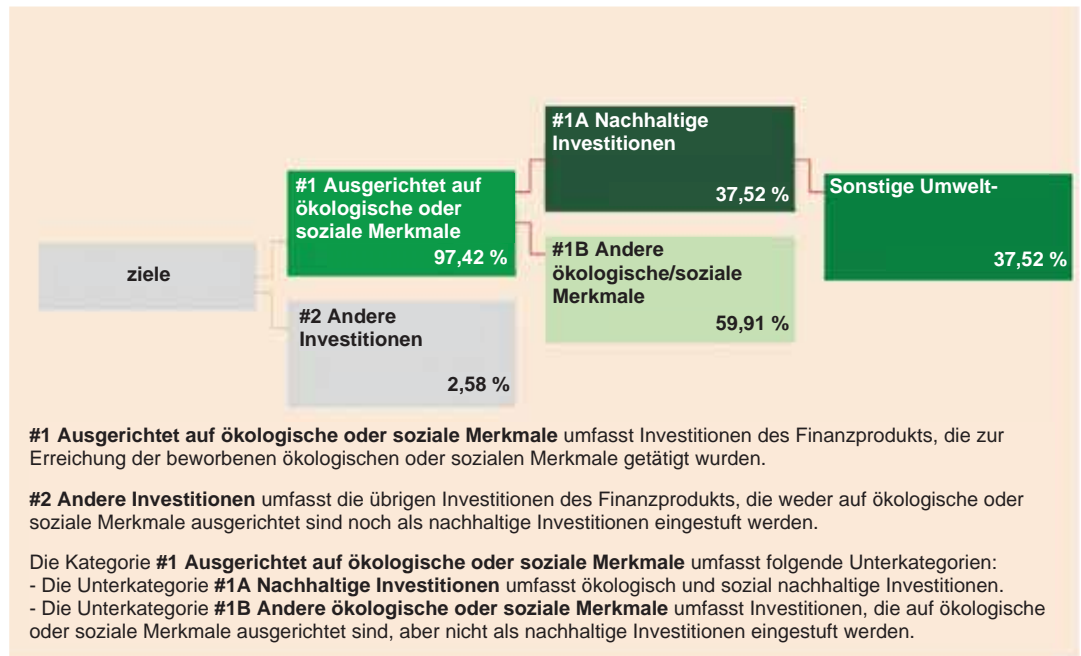 #1A Nachhaltige
Investitionen
37,52 %
#1 Ausgerichtet auf
ökologische oder
soziale Merkmale
97,42 %
Sonstige Umwelt-
37,52 %
#1B Andere
ökologische/soziale
Merkmale
59,91 %
ziele
#2 Andere
Investitionen
2,58 %
#1 Ausgerichtet auf ökologische oder soziale Merkmale umfasst Investitionen des Finanzprodukts, die zur
Erreichung der beworbenen ökologischen oder sozialen Merkmale getätigt wurden.
#2 Andere Investitionen umfasst die übrigen Investitionen des Finanzprodukts, die weder auf ökologische oder
soziale Merkmale ausgerichtet sind noch als nachhaltige Investitionen eingestuft werden.
Die Kategorie #1 Ausgerichtet auf ökologische oder soziale Merkmale umfasst folgende Unterkategorien:
- Die Unterkategorie #1A Nachhaltige Investitionen umfasst ökologisch und sozial nachhaltige Investitionen.
- Die Unterkategorie #1B Andere ökologische oder soziale Merkmale umfasst Investitionen, die auf ökologische
oder soziale Merkmale ausgerichtet sind, aber nicht als nachhaltige Investitionen eingestuft werden.